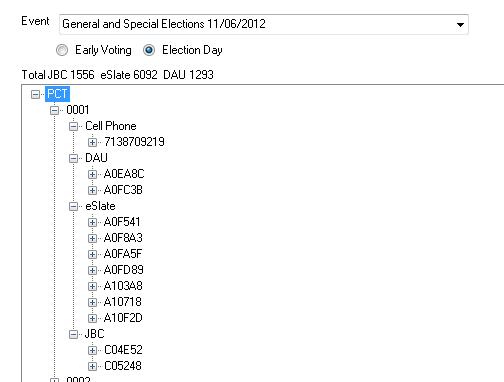 Event General and Special Elections 11/06/2012
Early Voting Election Day
Total JBC 1556 eSlate 6092 DAU 1293
PCT
0001
Cell Phone
7138709219
DAU
A0EA8C
A0FC3B
eSlate
A0F541
A0F8A3
A0FA5F
A0FD89
A103A8
A10718
A10F2D
JBC
C04E52
C05248
0002